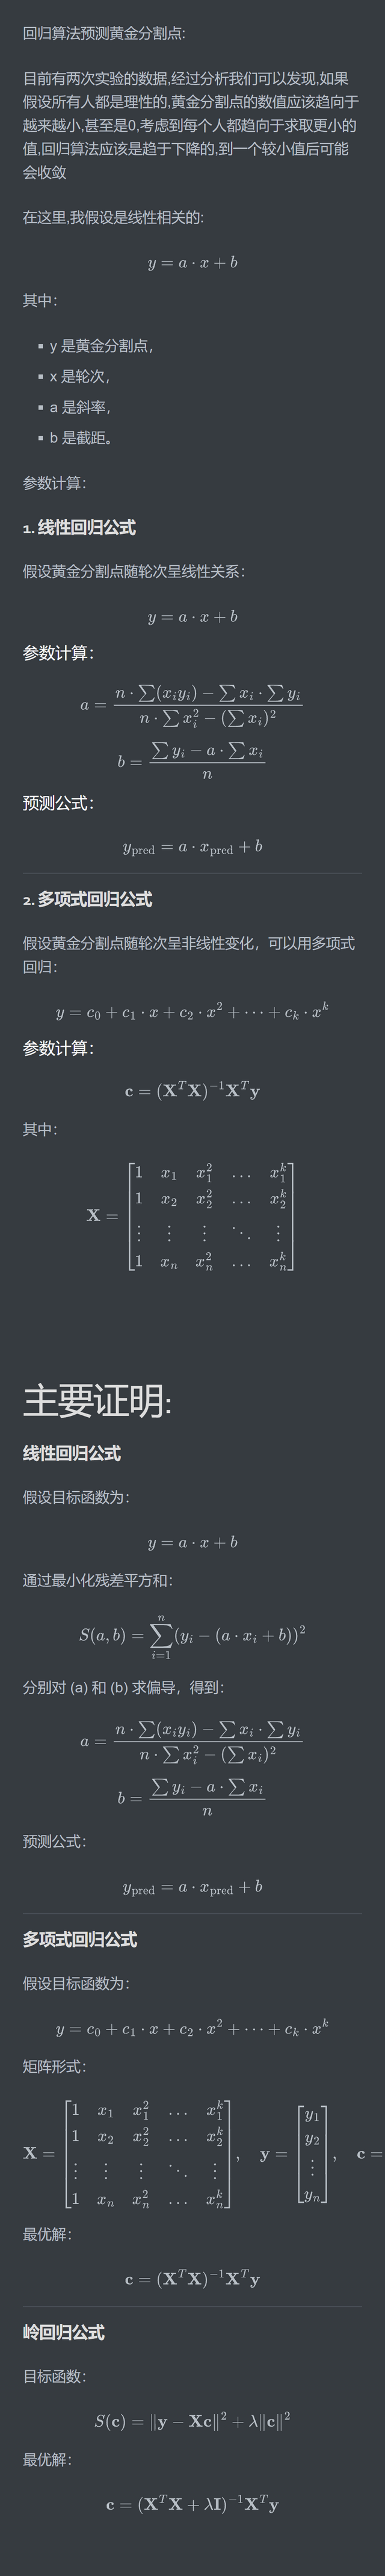 回归算法预测黄金分割点:
目前有两次实验的数据,经过分析我们可以发现,如果
假设所有人都是理性的,黄金分割点的数值应该趋向于
越来越小,甚至是0,考虑到每个人都趋向于求取更小的
值,回归算法应该是趋于下降的,到一个较小值后可能
会收敛
在这里,我假设是线性相关的:
y = a · x + b
其中：
▪ y 是黄金分割点，
▪ x 是轮次，
▪ a 是斜率，
▪ b 是截距。
参数计算：
1. 线性回归公式
假设黄金分割点随轮次呈线性关系：
y = a · x + b
参数计算：
a = \frac{n · ∑(x_i y_i) − ∑ x_i · ∑ y_i}{n · ∑ x_i^2 − (∑ x_i)^2}
b = \frac{∑ y_i − a · ∑ x_i}{n}
预测公式：
y_{pred} = a · x_{pred} + b
2. 多项式回归公式
假设黄金分割点随轮次呈非线性变化，可以用多项式
回归：
y = c_0 + c_1 · x + c_2 · x^2 + ⋯ + c_k · x^k
参数计算：
c = (X^T X)^{−1} X^T y
其中：
X = [1 x_1 x_1^2 … x_1^k
1 x_2 x_2^2 … x_2^k
⋮ ⋮ ⋮ ⋱ ⋮
1 x_n x_n^2 … x_n^k]
主要证明:
线性回归公式
假设目标函数为：
y = a · x + b
通过最小化残差平方和：
S(a, b) = ∑_{i=1}^{n} (y_i − (a · x_i + b))^2
分别对 (a) 和 (b) 求偏导，得到：
a = \frac{n · ∑(x_i y_i) − ∑ x_i · ∑ y_i}{n · ∑ x_i^2 − (∑ x_i)^2}
b = \frac{∑ y_i − a · ∑ x_i}{n}
预测公式：
y_{pred} = a · x_{pred} + b
多项式回归公式
假设目标函数为：
y = c_0 + c_1 · x + c_2 · x^2 + ⋯ + c_k · x^k
矩阵形式：
X = [1 x_1 x_1^2 … x_1^k
1 x_2 x_2^2 … x_2^k
⋮ ⋮ ⋮ ⋱ ⋮
1 x_n x_n^2 … x_n^k], y = [y_1 y_2 ⋮ y_n], c =
最优解：
c = (X^T X)^{−1} X^T y
岭回归公式
目标函数：
S(c) = ‖y − Xc‖^2 + λ‖c‖^2
最优解：
c = (X^T X + λI)^{−1} X^T y